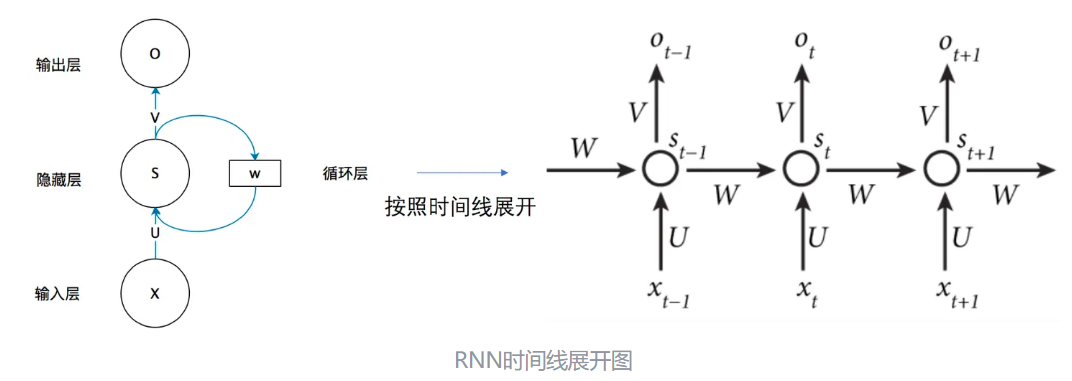 输出层
O
V
隐藏层
S
w
循环层
U
输入层
X
按照时间线展开
o_{t-1}
o_t
o_{t+1}
V
V
V
W
s_{t-1}
s_t
s_{t+1}
W
W
W
U
U
U
x_{t-1}
x_t
x_{t+1}
RNN时间线展开图